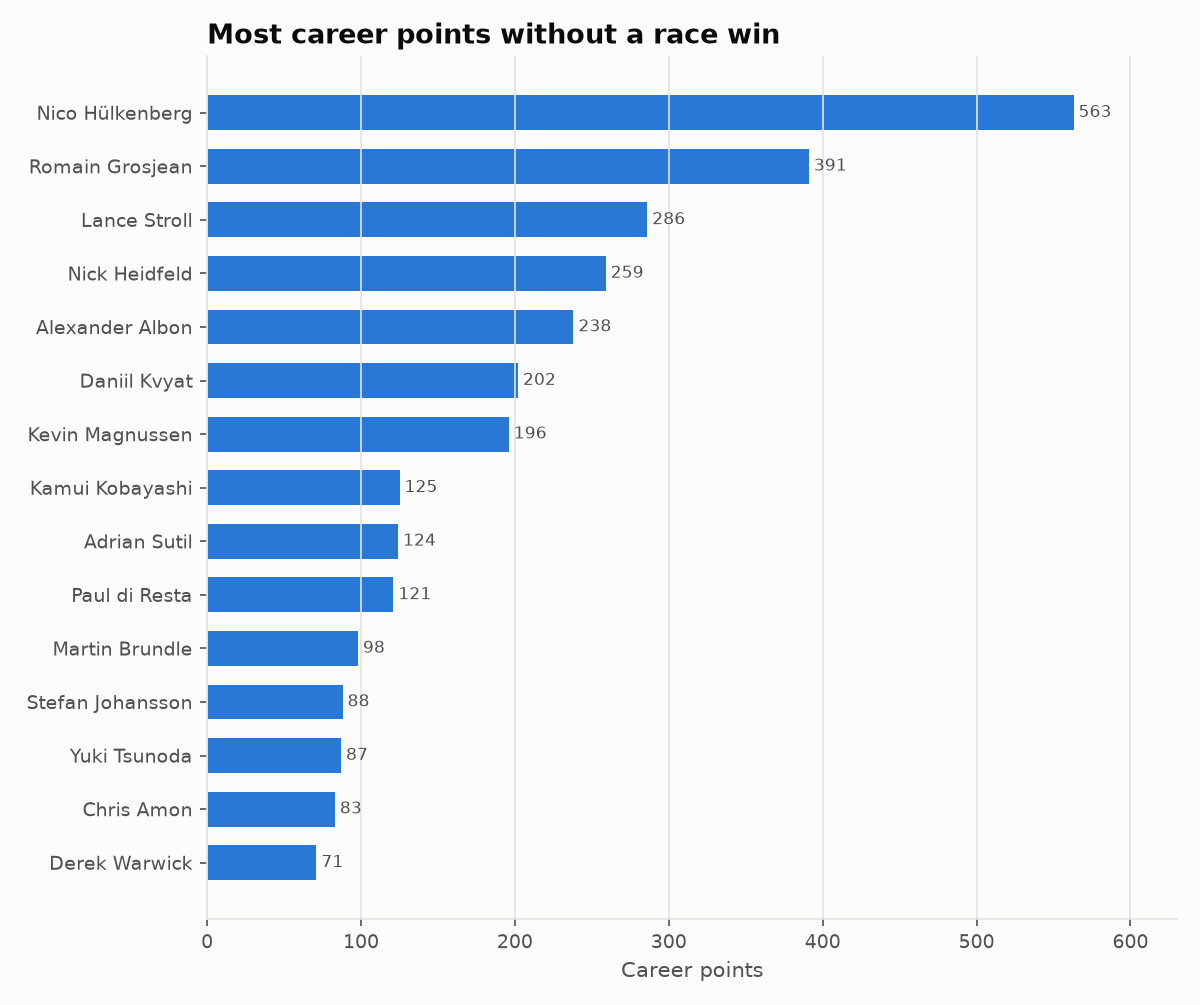 Most career points without a race win
Nico Hülkenberg 563
Romain Grosjean 391
Lance Stroll 286
Nick Heidfeld 259
Alexander Albon 238
Daniil Kvyat 202
Kevin Magnussen 196
Kamui Kobayashi 125
Adrian Sutil 124
Paul di Resta 121
Martin Brundle 98
Stefan Johansson 88
Yuki Tsunoda 87
Chris Amon 83
Derek Warwick 71
0 100 200 300 400 500 600
Career points